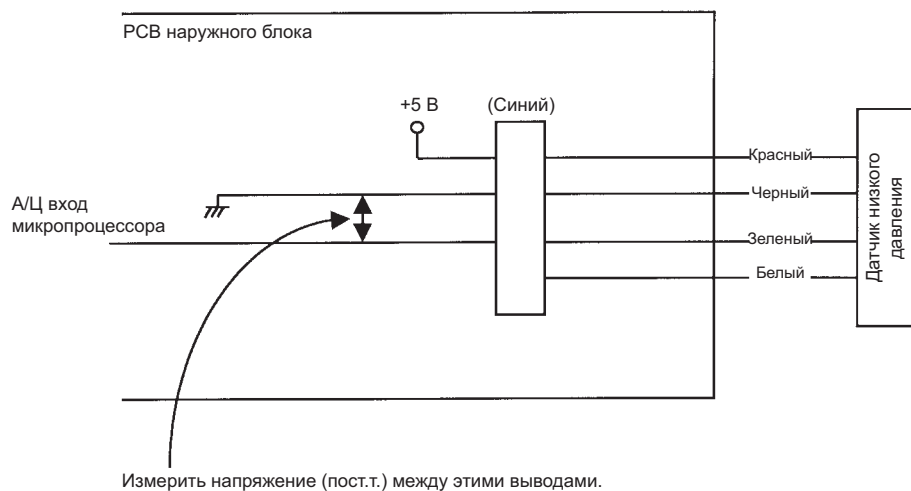 PCB наружного блока
+5 В
(Синий)
Красный
Черный
Зеленый
Белый
А/Ц вход
микропроцессора
Датчик низкого
давления
Измерить напряжение (пост.т.) между этими выводами.